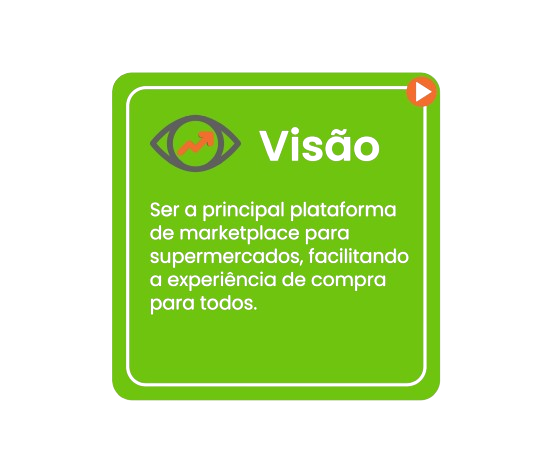 Visão
Ser a principal plataforma
de marketplace para
supermercados, facilitando
a experiência de compra
para todos.